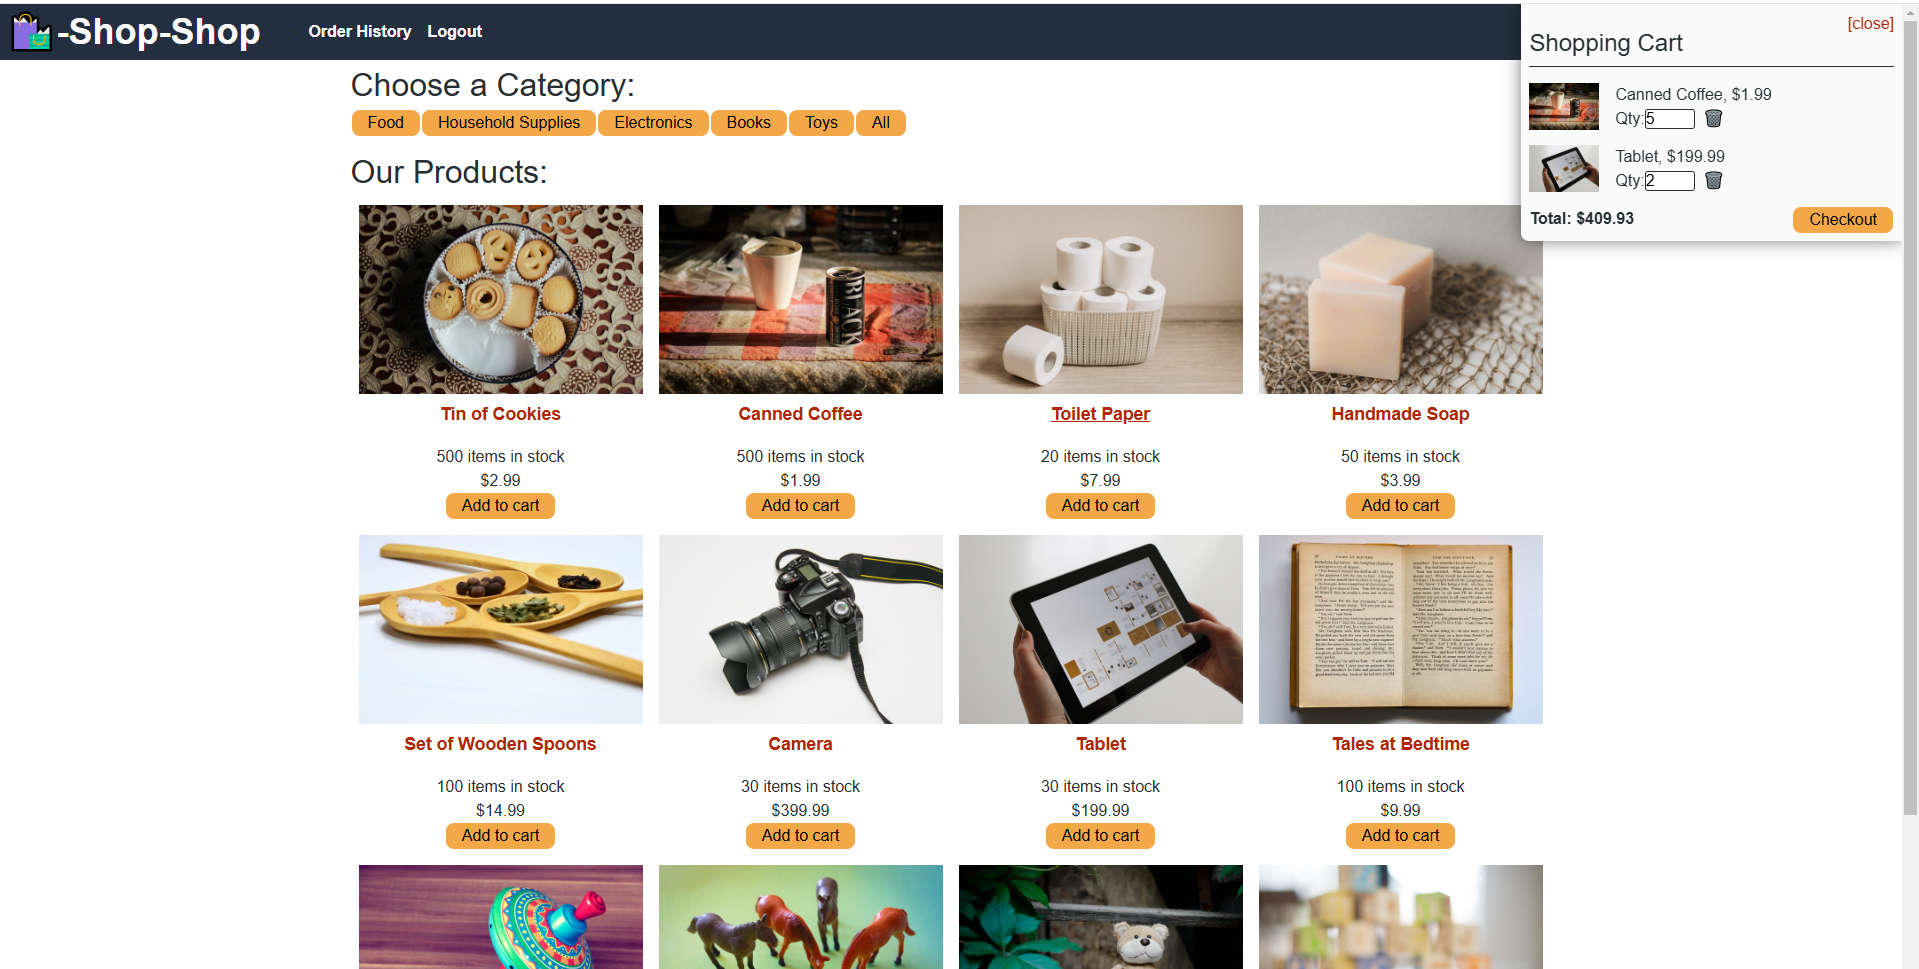 -Shop-Shop
Order History
Logout
[close]
Shopping Cart
Canned Coffee, $1.99
Qty:5
Tablet, $199.99
Qty:2
Total: $409.93
Checkout
Choose a Category:
Food
Household Supplies
Electronics
Books
Toys
All
Our Products:
BLACK
Tin of Cookies
500 items in stock
$2.99
Add to cart
Canned Coffee
500 items in stock
$1.99
Add to cart
Toilet Paper
20 items in stock
$7.99
Add to cart
Handmade Soap
50 items in stock
$3.99
Add to cart
Set of Wooden Spoons
100 items in stock
$14.99
Add to cart
Camera
30 items in stock
$399.99
Add to cart
Tablet
30 items in stock
$199.99
Add to cart
Tales at Bedtime
100 items in stock
$9.99
Add to cart